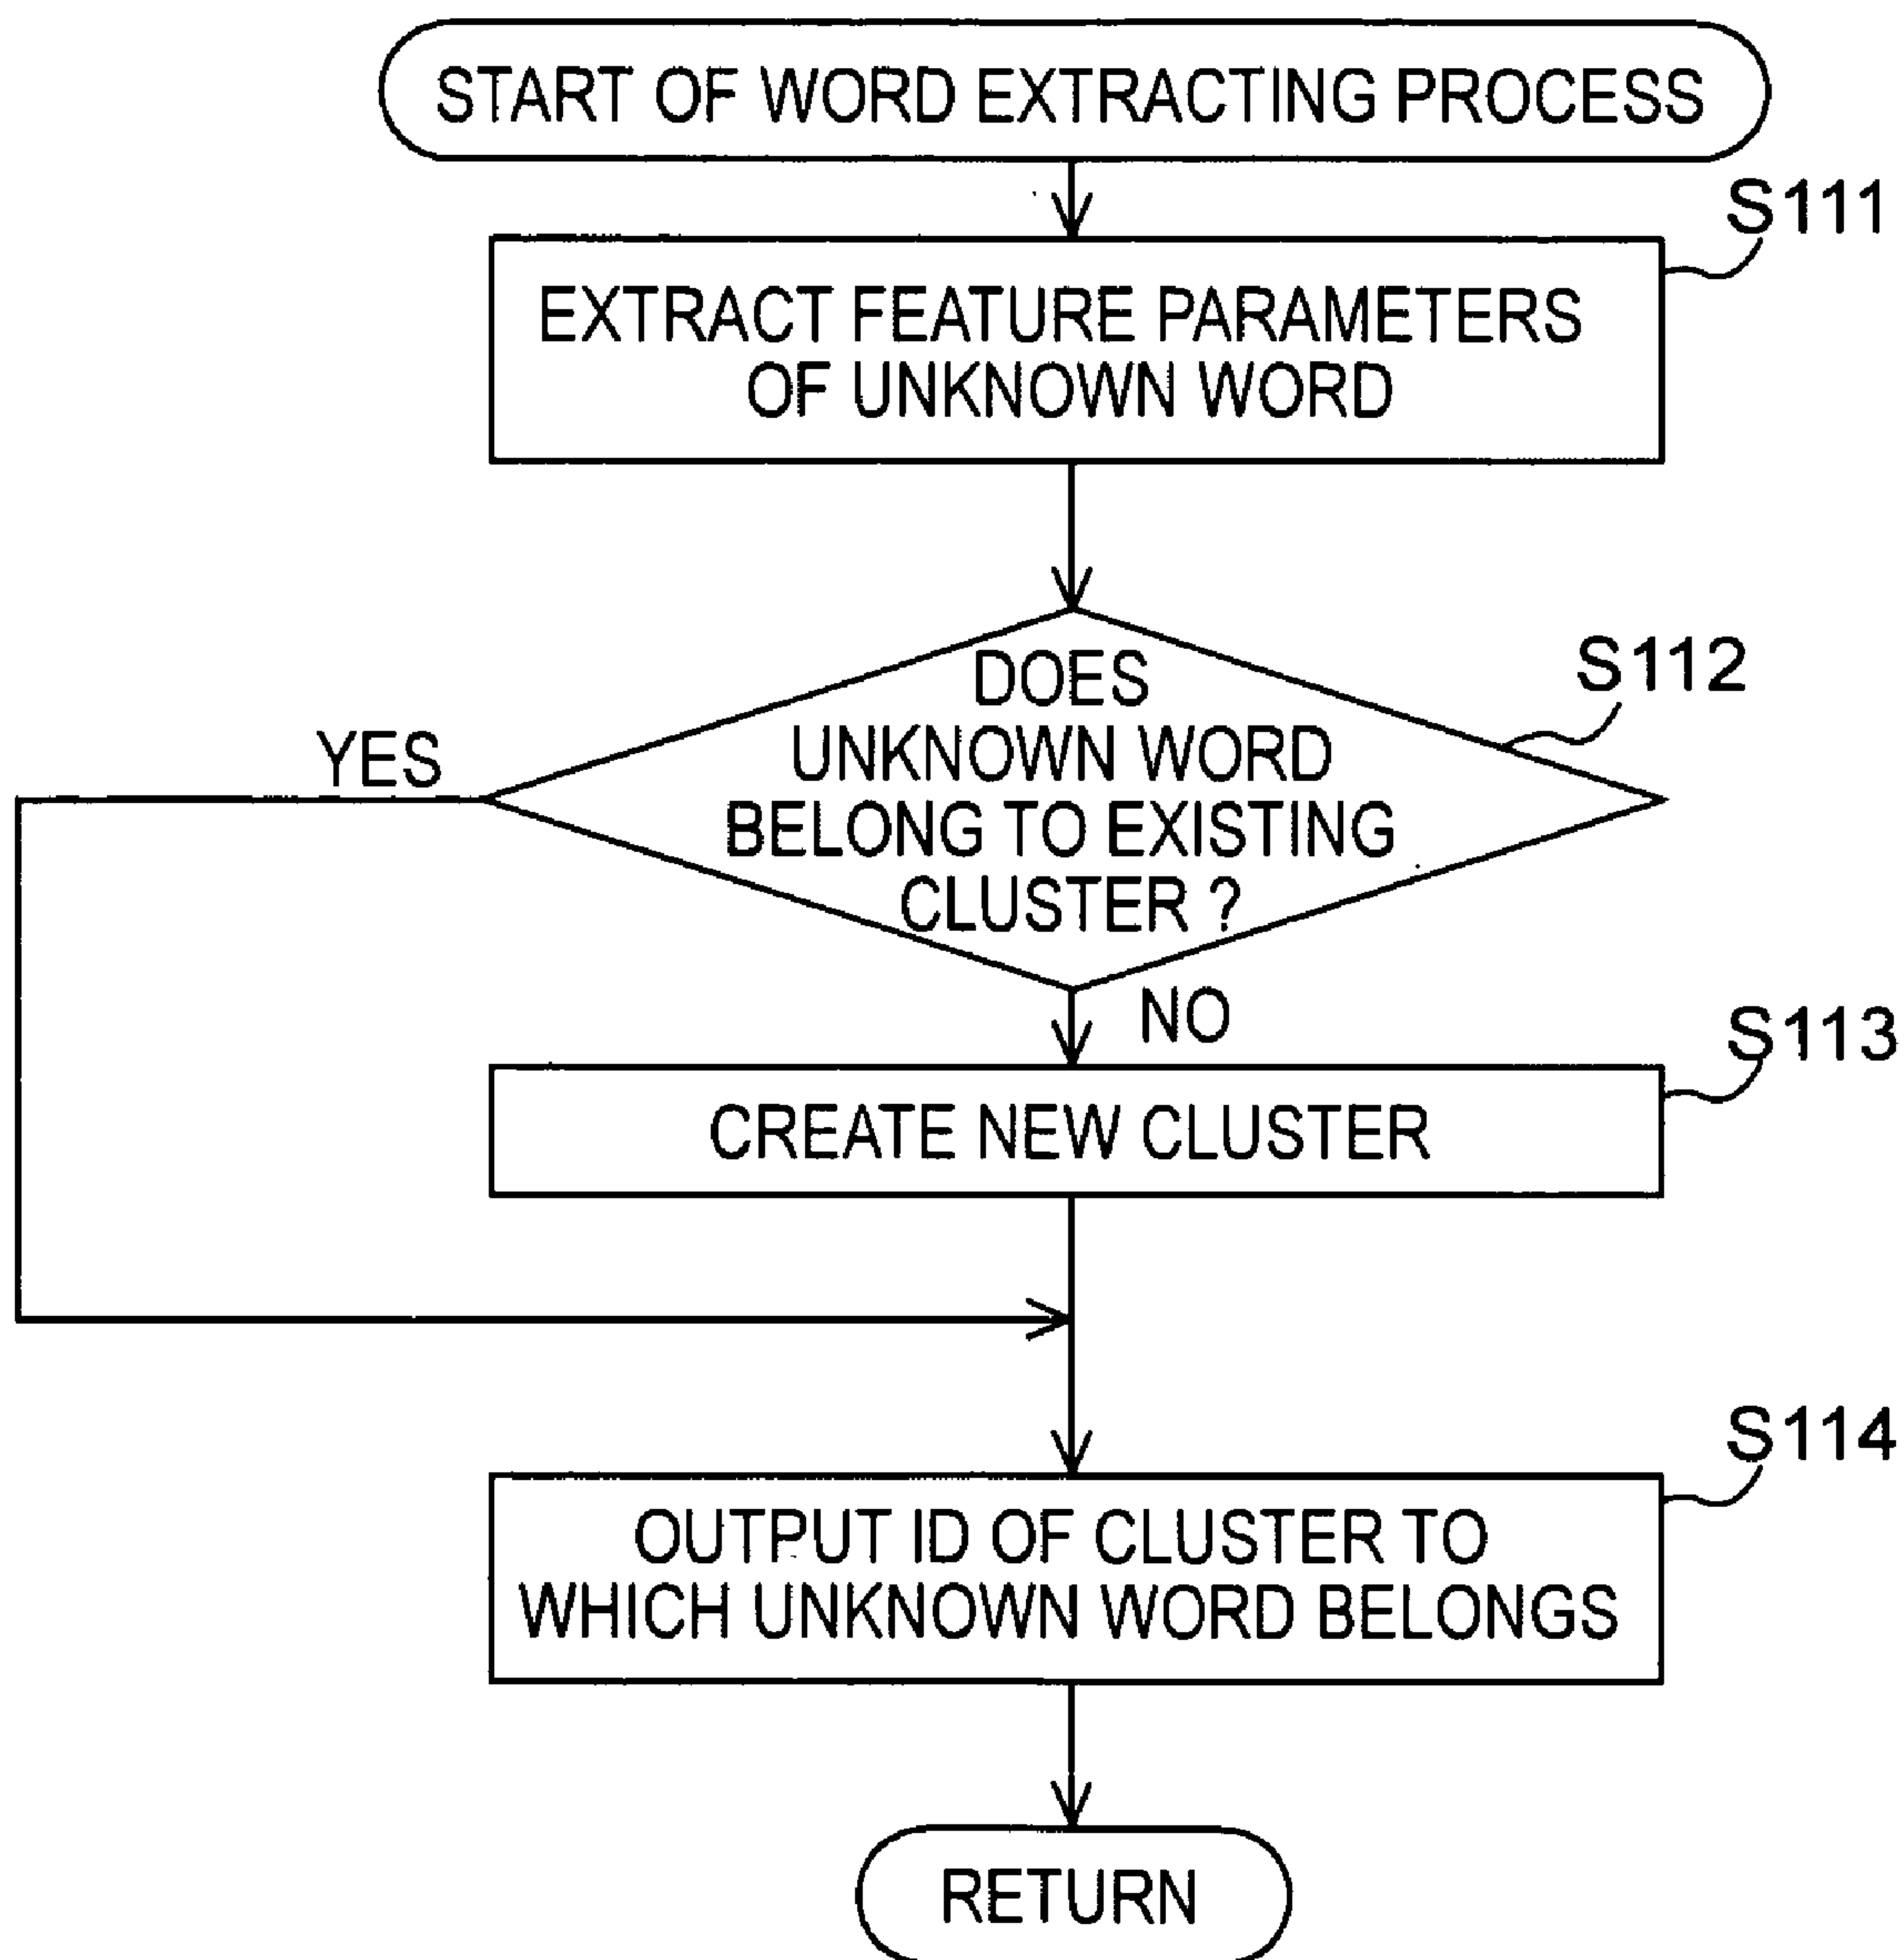 START OF WORD EXTRACTING PROCESS
S111
EXTRACT FEATURE PARAMETERS
OF UNKNOWN WORD
S112
DOES
UNKNOWN WORD
BELONG TO EXISTING
CLUSTER ?
YES
NO
S113
CREATE NEW CLUSTER
S114
OUTPUT ID OF CLUSTER TO
WHICH UNKNOWN WORD BELONGS
RETURN